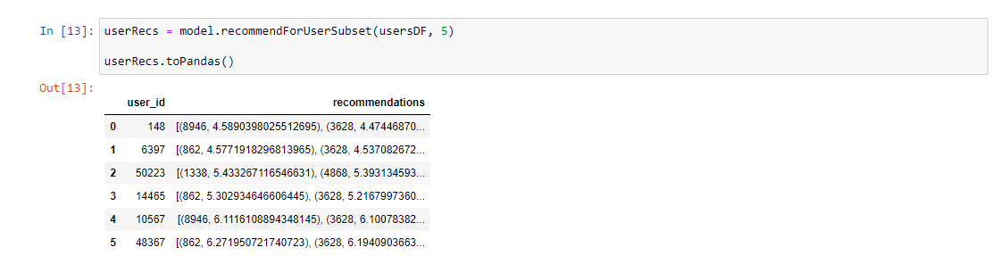 In [13]: userRecs = model.recommendForUserSubset(usersDF, 5)
userRecs.toPandas()
Out[13]:
user_id recommendations
0 148 [(8946, 4.5890398025512695), (3628, 4.47446870...
1 6397 [(862, 4.5771918296813965), (3628, 4.537082672...
2 50223 [(1338, 5.433267116546631), (4868, 5.393134593...
3 14465 [(862, 5.302934646606445), (3628, 5.2167997360...
4 10567 [(8946, 6.1116108894348145), (3628, 6.10078382...
5 48367 [(862, 6.271950721740723), (3628, 6.1940903663...